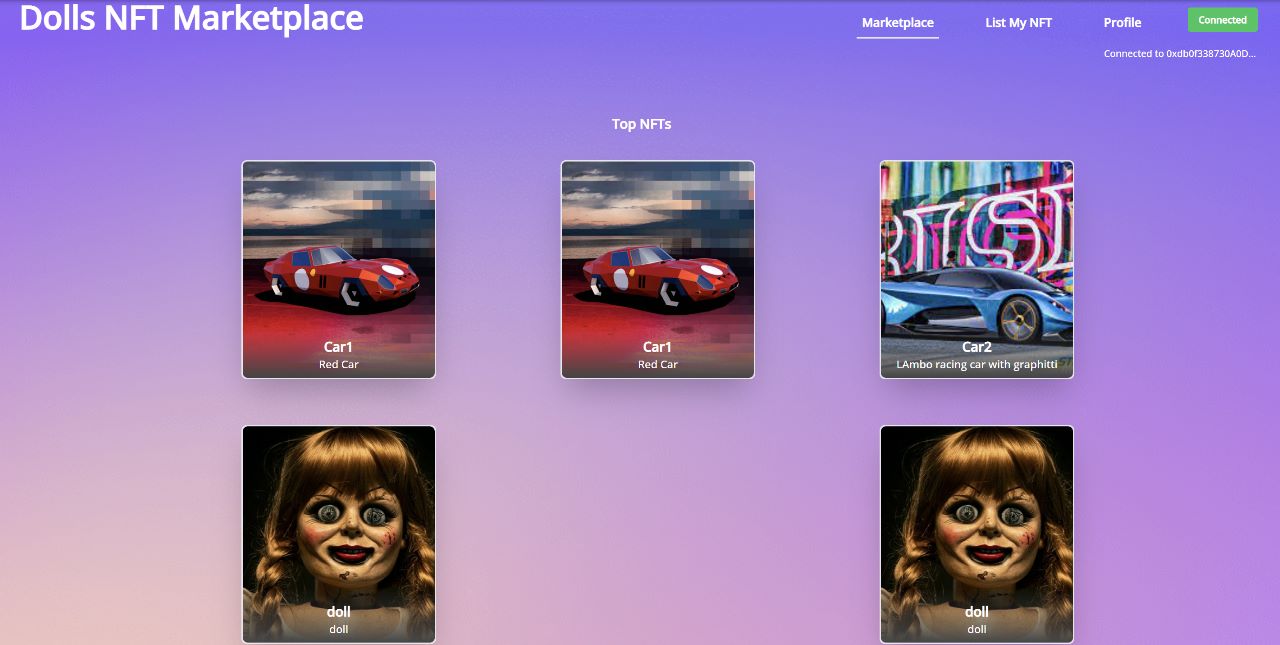 Dolls NFT Marketplace
Marketplace
List My NFT
Profile
Connected
Connected to 0xdb0f338730A0D...
Top NFTs
Car1
Red Car
Car1
Red Car
Car2
LAmbo racing car with graphitti
doll
doll
doll
doll